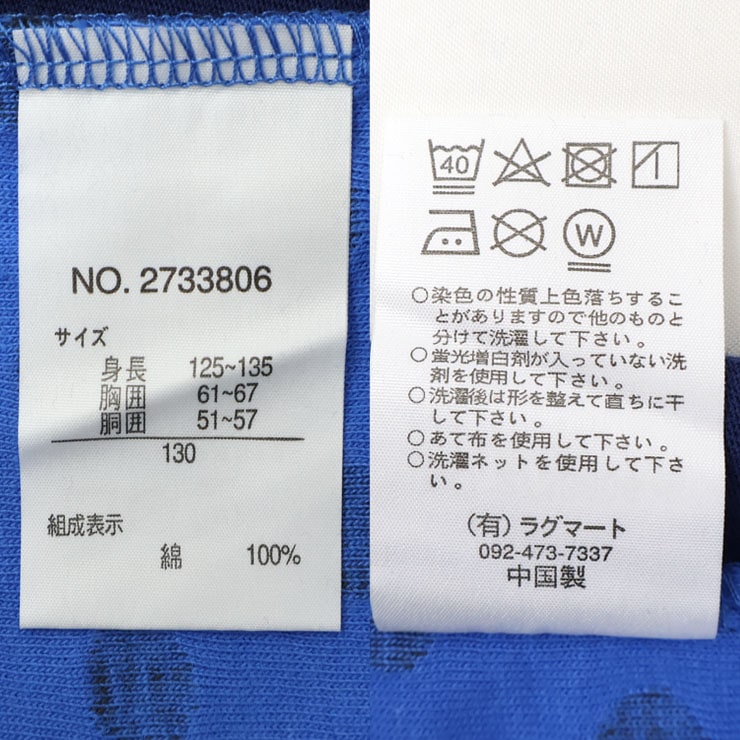 NO. 2733806
サイズ
身長 125~135
胸囲 61~67
胴囲 51~57
130
組成表示
綿 100%
40
W
○染色の性質上色落ちするこ
とがありますので他のものと
分けて洗濯して下さい。
○蛍光増白剤が入っていない洗
剤を使用して下さい。
○洗濯後は形を整えて直ちに干
して下さい。
○あて布を使用して下さい。
○洗濯ネットを使用して下さ
い。
(有) ラグマート
092-473-7337
中国製